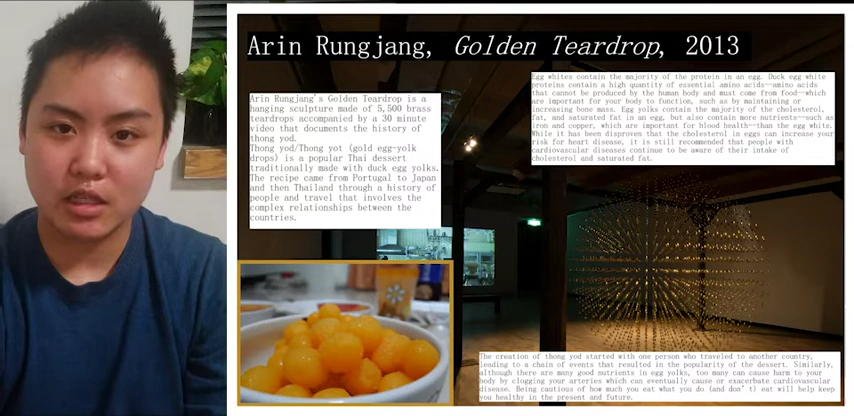 Arin Rungjang, Golden Teardrop, 2013
Arin Rungjang's Golden Teardrop is a
hanging sculpture made of 5,500 brass
teardrops accompanied by a 30 minute
video that documents the history of
thong yod.
Thong yod/Thong yot (gold egg-yolk
drops) is a popular Thai dessert
traditionally made with duck egg yolks.
The recipe came from Portugal to Japan
and then Thailand through a history of
people and travel that involves the
complex relationships between the
countries.
Egg whites contain the majority of the protein in an egg. Duck egg white
proteins contain a high quantity of essential amino acids--amino acids
that cannot be produced by the human body and must come from food--which
are important for your body to function, such as by maintaining or
increasing bone mass. Egg yolks contain the majority of the cholesterol,
fat, and saturated fat in an egg, but also contain more nutrients--such as
iron and copper, which are important for blood health--than the egg white.
While it has been disproven that the cholesterol in eggs can increase your
risk for heart disease, it is still recommended that people with
cardiovascular diseases continue to be aware of their intake of
cholesterol and saturated fat.
The creation of thong yod started with one person who traveled to another country,
leading to a chain of events that resulted in the popularity of the dessert. Similarly,
although there are many good nutrients in egg yolks, too many can cause harm to your
body by clogging your arteries which can eventually cause or exacerbate cardiovascular
disease. Being cautious of how much you eat what you do (and don't) eat will help keep
you healthy in the present and future.